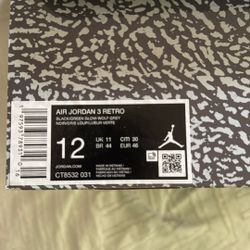 AIR JORDAN 3 RETRO
BLACK/GREEN GLOW-WOLF GREY
NOIR/GRIS LOUP/LUEUR VERTE
12
UK 11
CM 30
BR 44
EUR 46
JORDAN.COM
CT8532 031
MADE IN VIETNAM